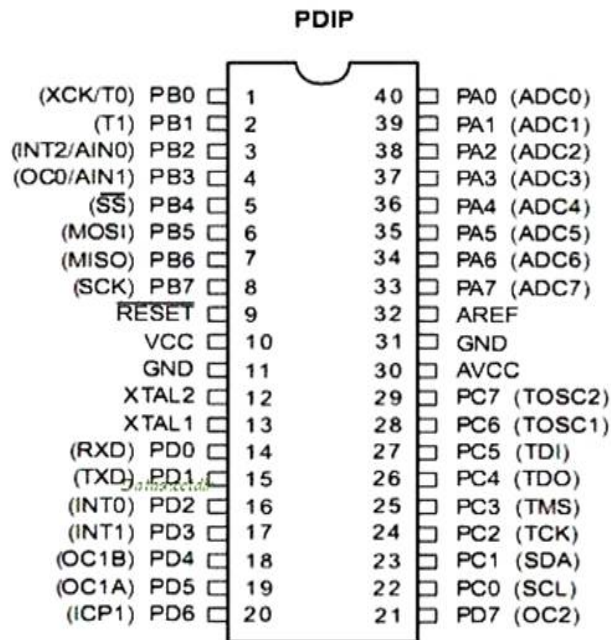 PDIP
(XCK/T0) PB0 1 40 PA0 (ADC0)
(T1) PB1 2 39 PA1 (ADC1)
(INT2/AIN0) PB2 3 38 PA2 (ADC2)
(OC0/AIN1) PB3 4 37 PA3 (ADC3)
(SS) PB4 5 36 PA4 (ADC4)
(MOSI) PB5 6 35 PA5 (ADC5)
(MISO) PB6 7 34 PA6 (ADC6)
(SCK) PB7 8 33 PA7 (ADC7)
RESET 9 32 AREF
VCC 10 31 GND
GND 11 30 AVCC
XTAL2 12 29 PC7 (TOSC2)
XTAL1 13 28 PC6 (TOSC1)
(RXD) PD0 14 27 PC5 (TDI)
(TXD) PD1 15 26 PC4 (TDO)
(INT0) PD2 16 25 PC3 (TMS)
(INT1) PD3 17 24 PC2 (TCK)
(OC1B) PD4 18 23 PC1 (SDA)
(OC1A) PD5 19 22 PC0 (SCL)
(ICP1) PD6 20 21 PD7 (OC2)